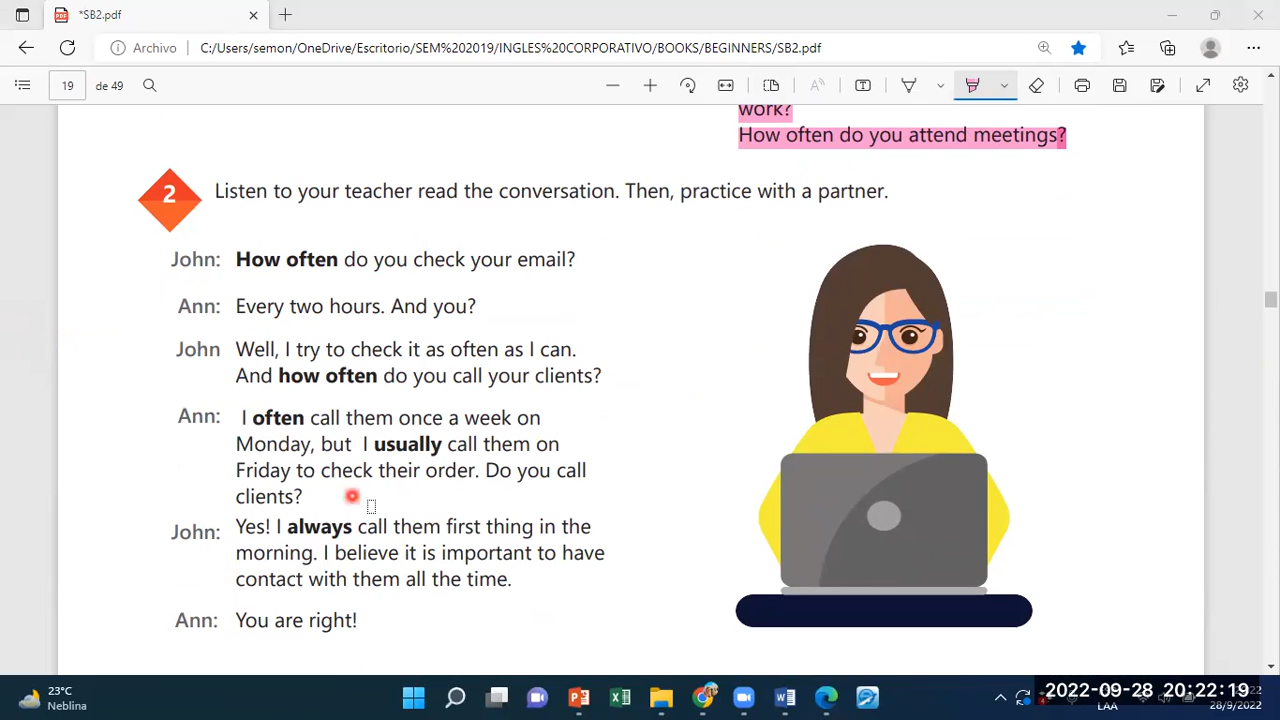 *SB2.pdf
Archivo
C:/Users/semon/OneDrive/Escritorio/SEM%202019/INGLES%20CORPORATIVO/BOOKS/BEGINNERS/SB2.pdf
19 de 49
work?
How often do you attend meetings?
2 Listen to your teacher read the conversation. Then, practice with a partner.
John: How often do you check your email?
Ann: Every two hours. And you?
John Well, I try to check it as often as I can.
And how often do you call your clients?
Ann: I often call them once a week on
Monday, but I usually call them on
Friday to check their order. Do you call
clients?
John: Yes! I always call them first thing in the
morning. I believe it is important to have
contact with them all the time.
Ann: You are right!
23°C
Neblina
2022-09-28 20:22:19
LAA
28/9/2022